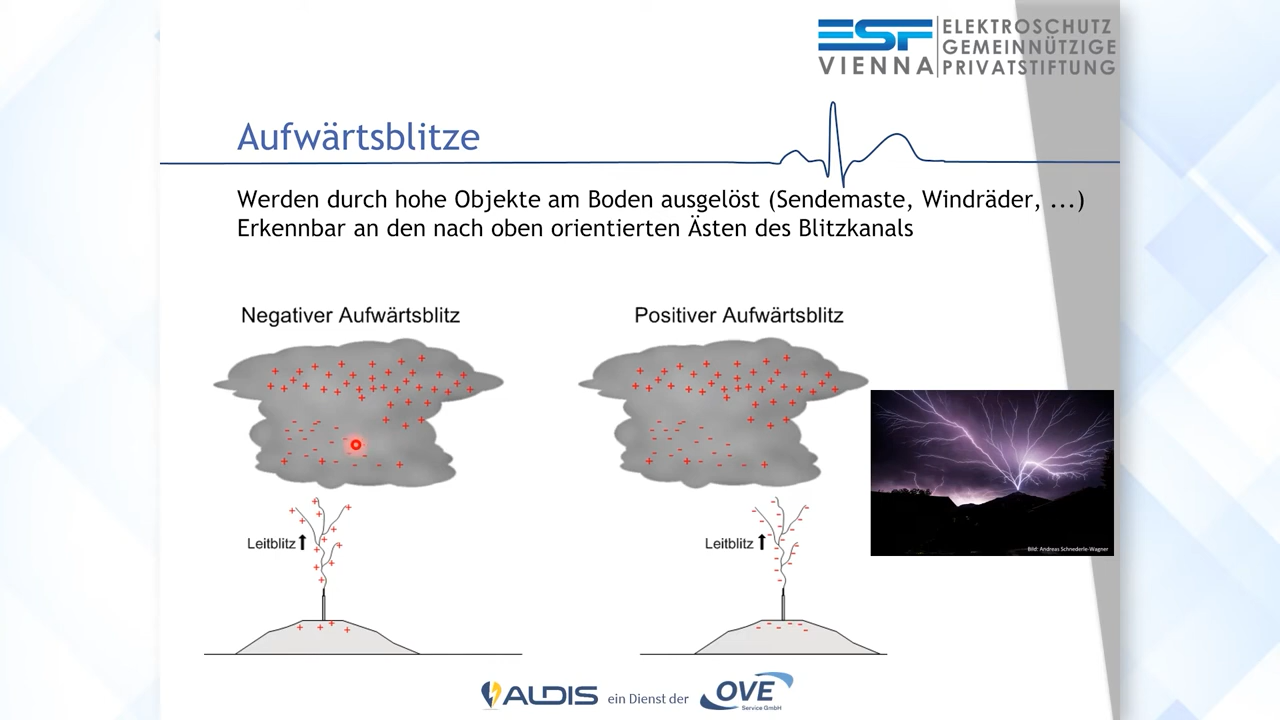 ESF
VIENNA
ELEKTROSCHUTZ
GEMEINNÜTZIGE
PRIVATSTIFTUNG
Aufwärtsblitze
Werden durch hohe Objekte am Boden ausgelöst (Sendemaste, Windräder, ...)
Erkennbar an den nach oben orientierten Ästen des Blitzkanals
Negativer Aufwärtsblitz
Positiver Aufwärtsblitz
Leitblitz
Leitblitz
Bild: Andreas Schnederle-Wagner
ALDIS ein Dienst der OVE
Service GmbH